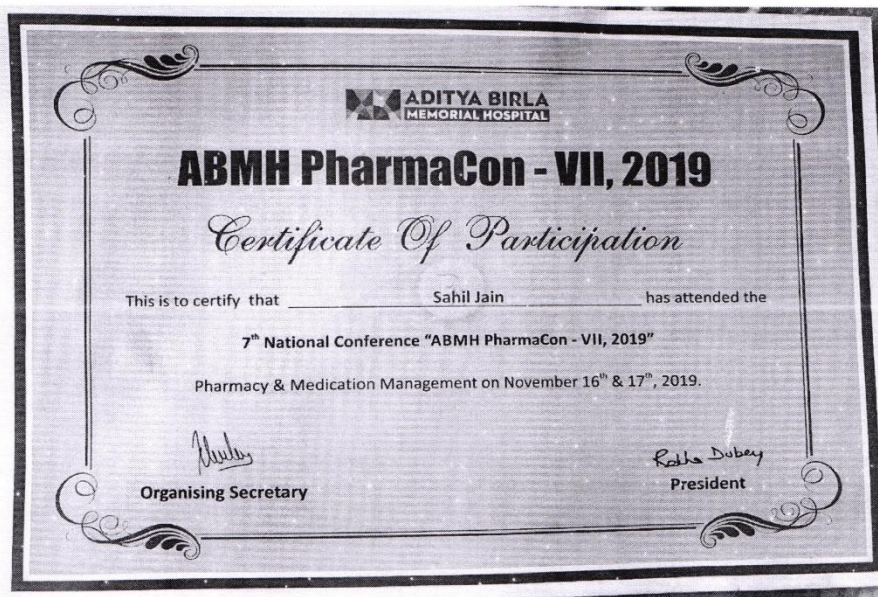 ADITYA BIRLA
MEMORIAL HOSPITAL
ABMH PharmaCon - VII, 2019
Certificate Of Participation
This is to certify that Sahil Jain has attended the
7th National Conference “ABMH PharmaCon - VII, 2019”
Pharmacy & Medication Management on November 16th & 17th, 2019.
Dubey
Organising Secretary President